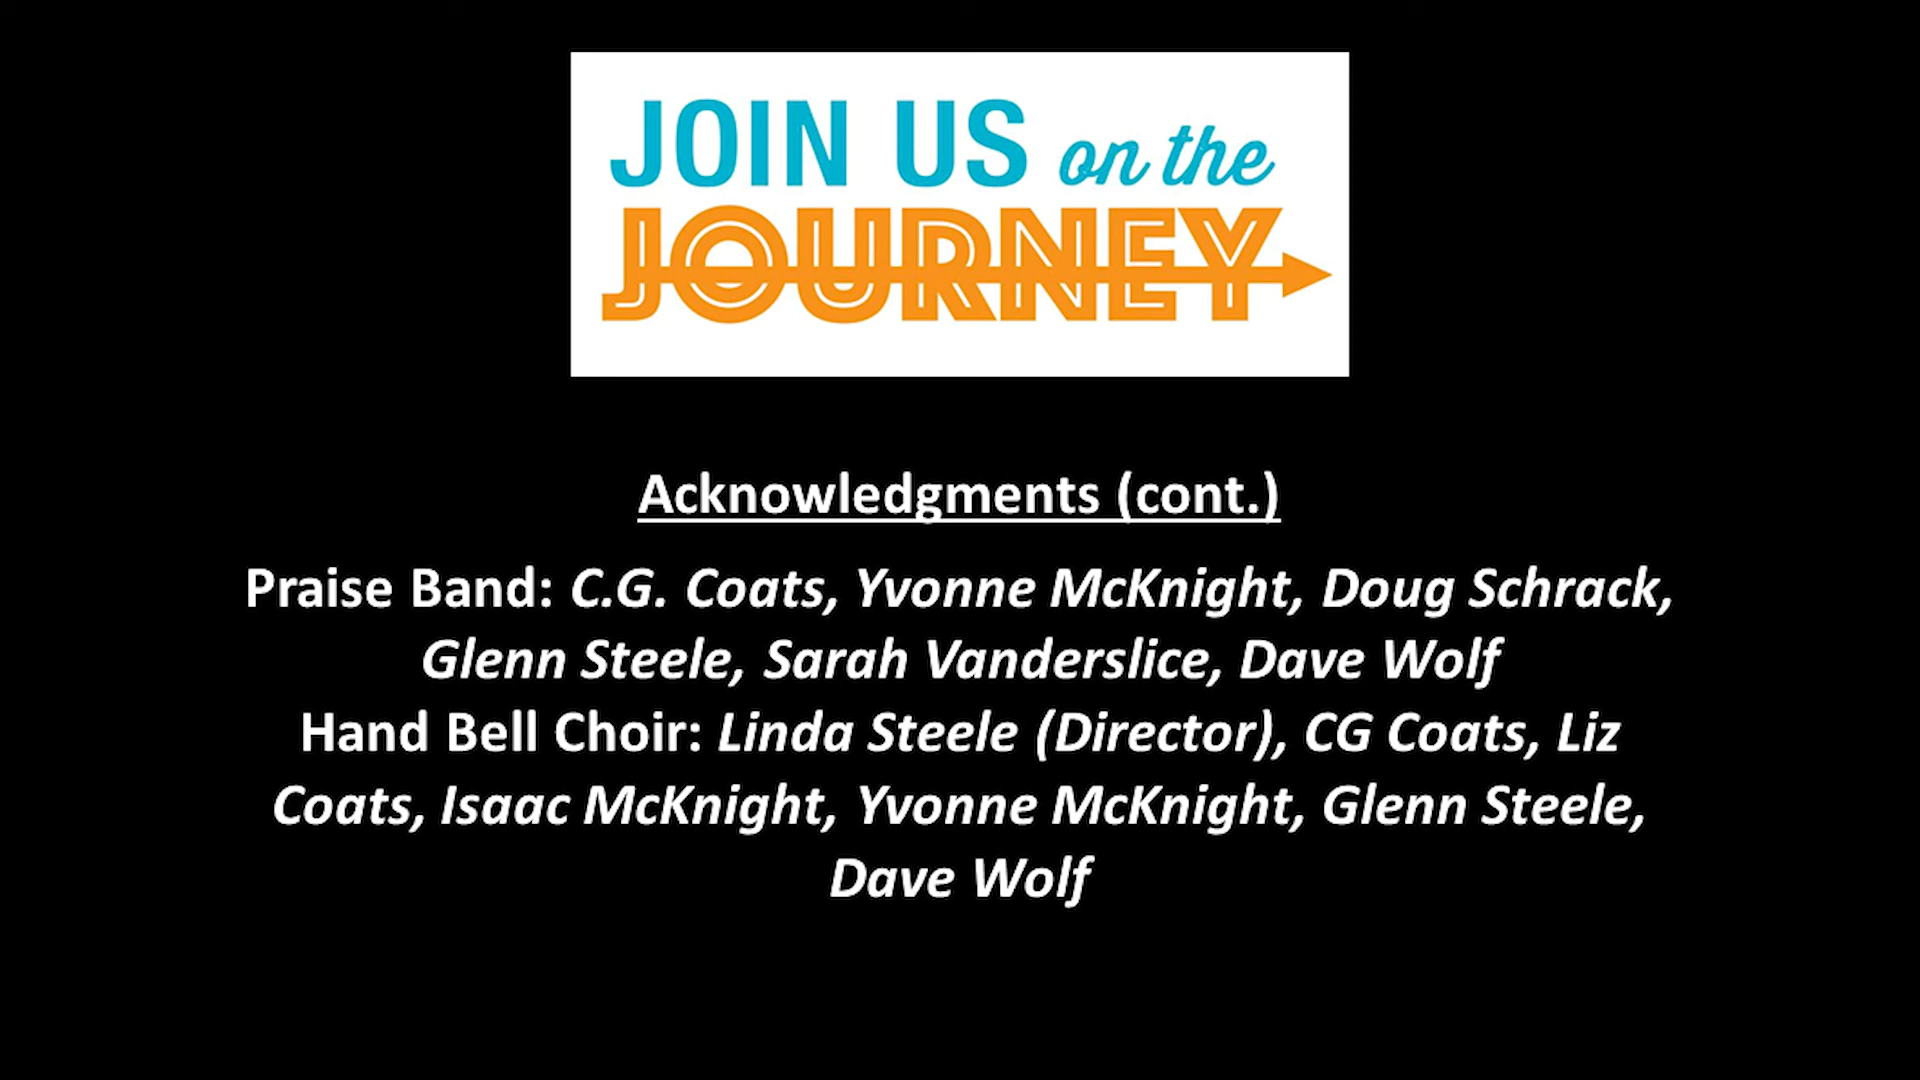 JOIN US on the
JOURNEY
Acknowledgments (cont.)
Praise Band: C.G. Coats, Yvonne McKnight, Doug Schrack,
Glenn Steele, Sarah Vanderslice, Dave Wolf
Hand Bell Choir: Linda Steele (Director), CG Coats, Liz
Coats, Isaac McKnight, Yvonne McKnight, Glenn Steele,
Dave Wolf